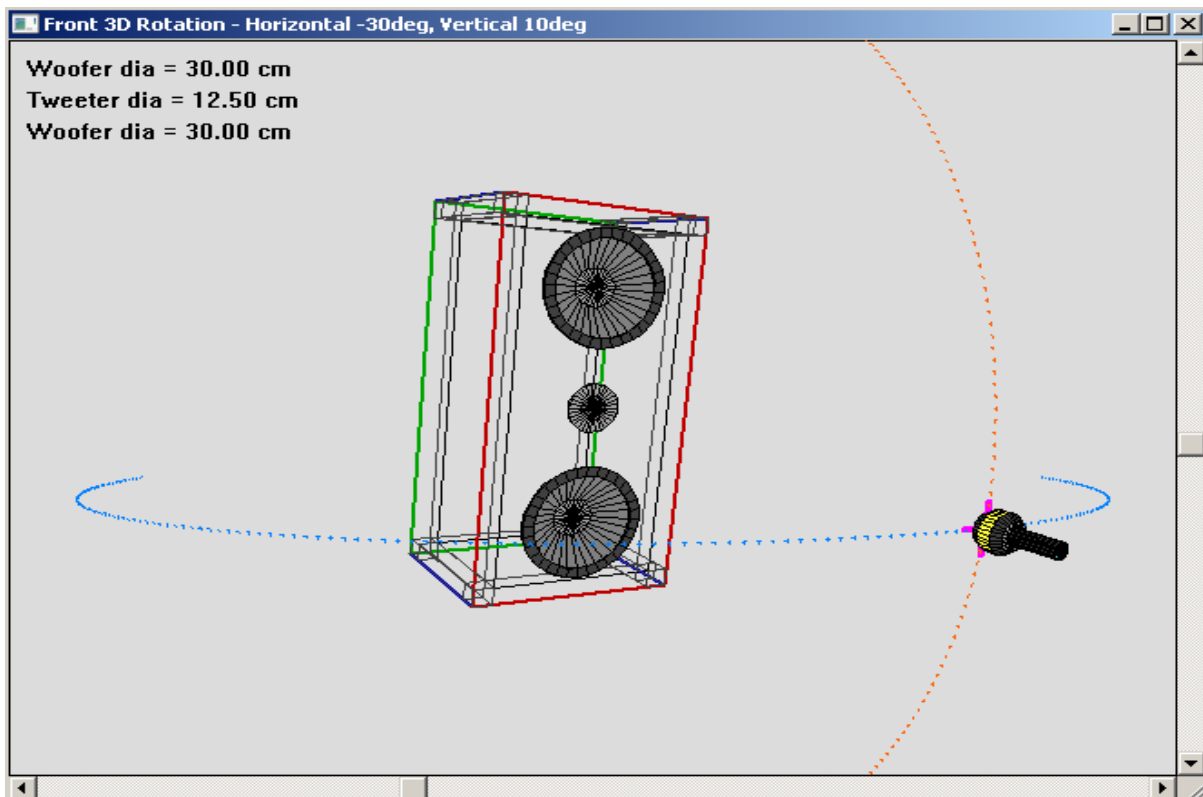 Front 3D Rotation - Horizontal -30deg, Vertical 10deg
Woofer dia = 30.00 cm
Tweeter dia = 12.50 cm
Woofer dia = 30.00 cm